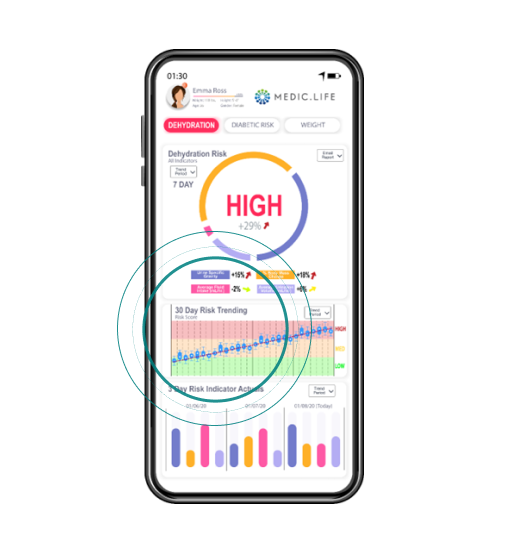 01:30
Emma Ross
MEDIC.LIFE
DEHYDRATION
DIABETIC RISK
WEIGHT
Dehydration Risk
All Indicators
Email
Report
Trend
Period
7 DAY
HIGH
+29%
+15%
+18%
-2%
30 Day Risk Trending
Risk Score
Trend
Period
HIGH
MED
LOW
Day Risk Indicator Actuals
Trend
Period
01/06/20
01/07/20
01/08/20 (Today)